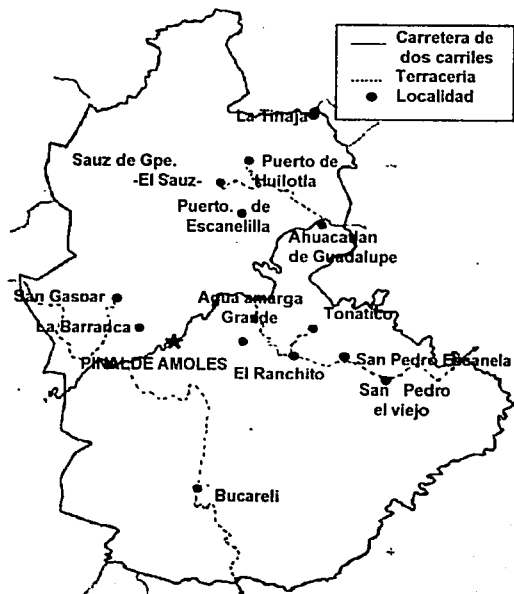 Carretera de
dos carriles
Terraceria
Localidad
La Tinaja
Sauz de Gpe.
-El Sauz-
Puerto de
Huilotla
Puerto. de
Escanelilla
Ahuacatlan
de Guadalupe
San Gaspar
La Barranca
Agua amarga
Grande
Tonatico
PINAL DE AMOLES
El Ranchito
San Pedro Escanela
San Pedro
el viejo
Bucareli